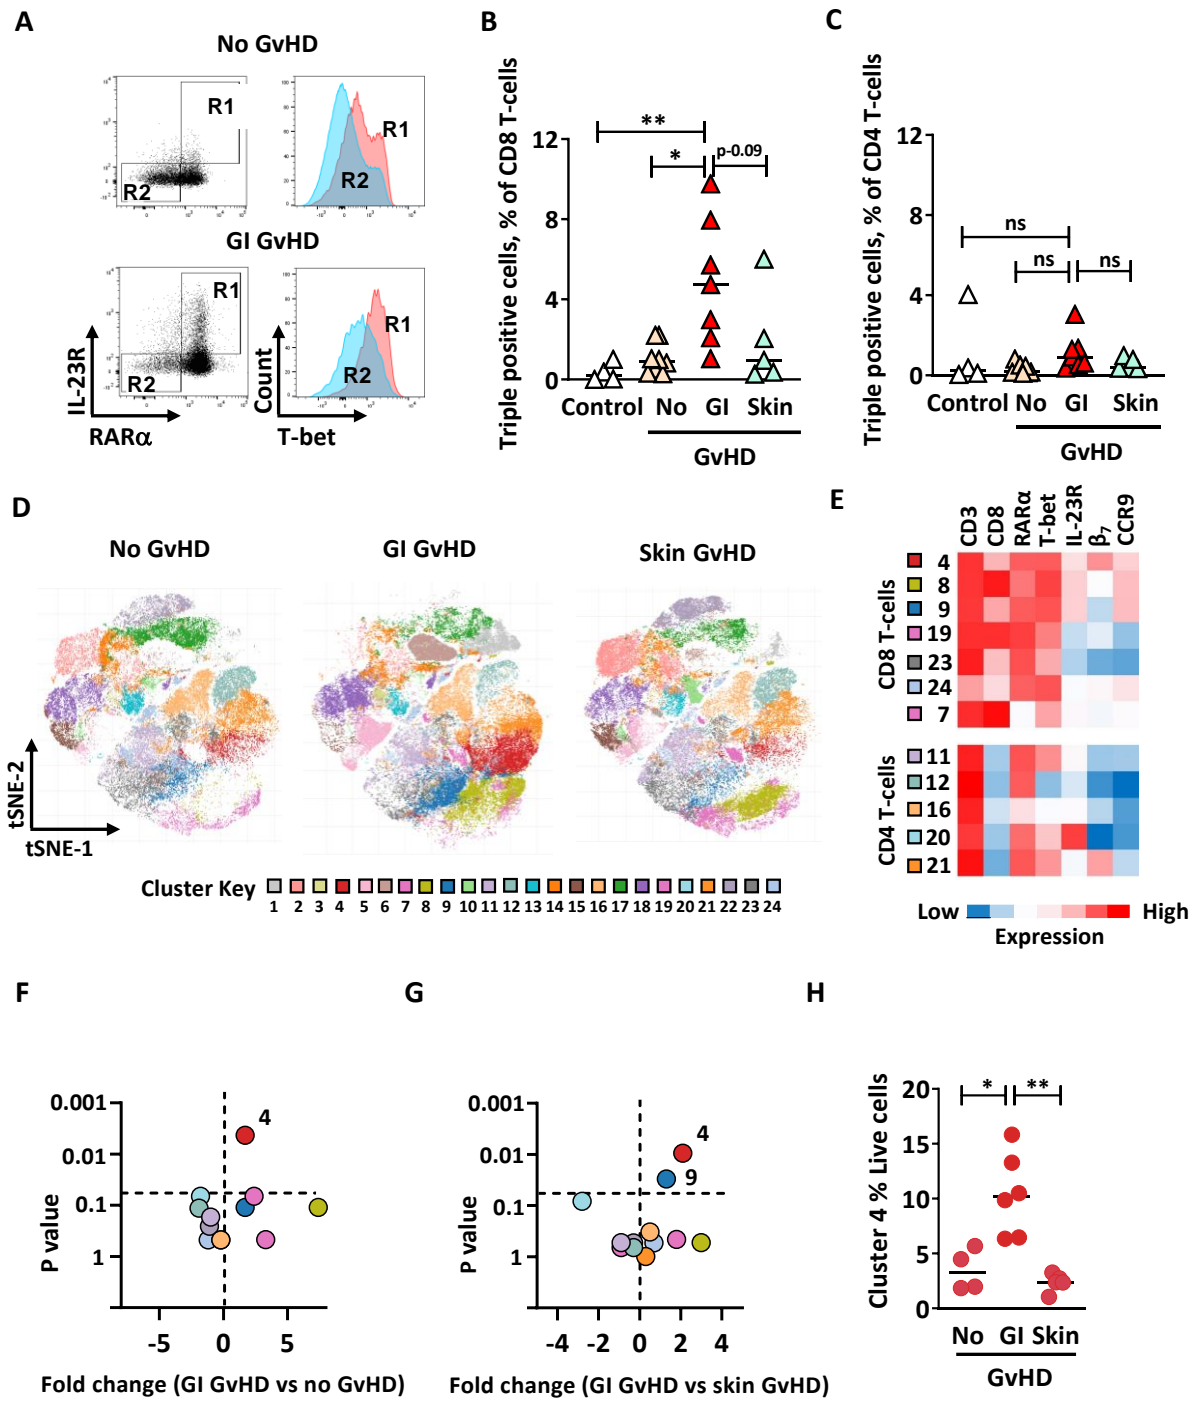 A
No GvHD
R1
R2
R1
R2
GI GvHD
R1
R2
R1
R2
IL-23R
RARα
Count
T-bet
B
Triple positive cells, % of CD8 T-cells
12
8
4
0
**
*
p-0.09
Control No GI Skin
GvHD
C
Triple positive cells, % of CD4 T-cells
12
8
4
0
ns
ns
ns
Control No GI Skin
GvHD
D
No GvHD
GI GvHD
Skin GvHD
tSNE-2
tSNE-1
Cluster Key
1 2 3 4 5 6 7 8 9 10 11 12 13 14 15 16 17 18 19 20 21 22 23 24
E
CD3 CD8 RARα T-bet IL-23R β7 CCR9
CD8 T-cells
4
8
9
19
23
24
7
CD4 T-cells
11
12
16
20
21
Low High
Expression
F
P value
0.001
0.01
0.1
1
4
-5 0 5
Fold change (GI GvHD vs no GvHD)
G
P value
0.001
0.01
0.1
1
4
9
-4 -2 0 2 4
Fold change (GI GvHD vs skin GvHD)
H
Cluster 4 % Live cells
20
15
10
5
0
* **
No GI Skin
GvHD